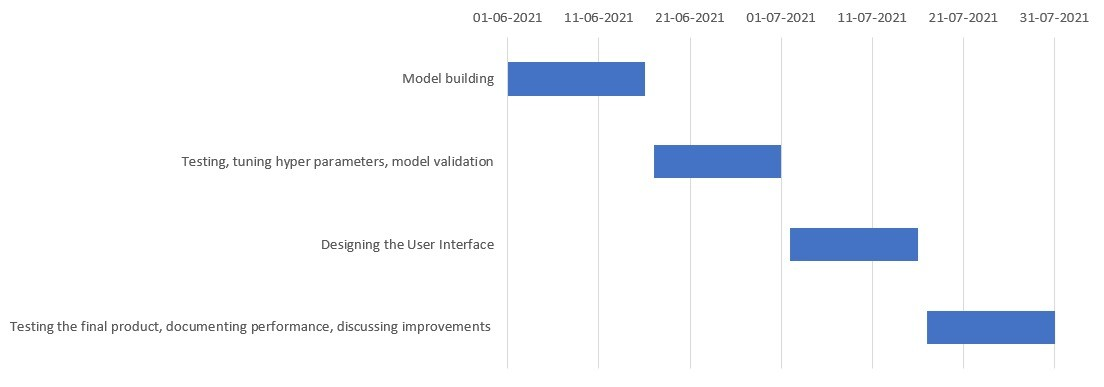 01-06-2021 11-06-2021 21-06-2021 01-07-2021 11-07-2021 21-07-2021 31-07-2021
Model building
Testing, tuning hyper parameters, model validation
Designing the User Interface
Testing the final product, documenting performance, discussing improvements